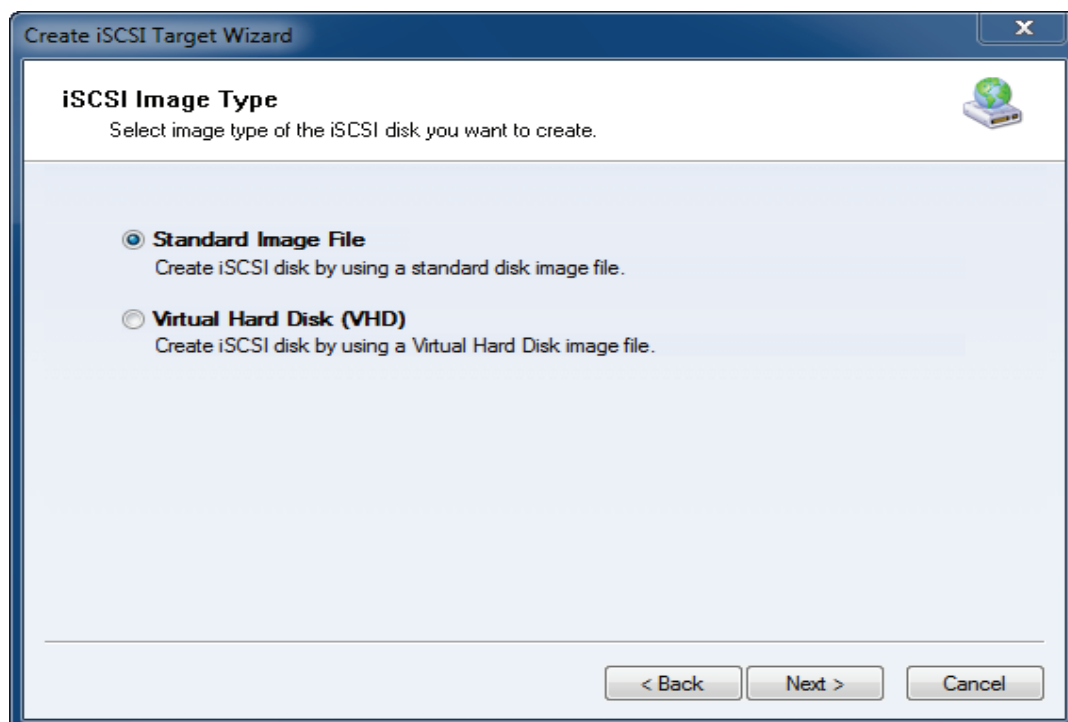 Create iSCSI Target Wizard
X
iSCSI Image Type
Select image type of the iSCSI disk you want to create.
Standard Image File
Create iSCSI disk by using a standard disk image file.
Virtual Hard Disk (VHD)
Create iSCSI disk by using a Virtual Hard Disk image file.
< Back Next > Cancel